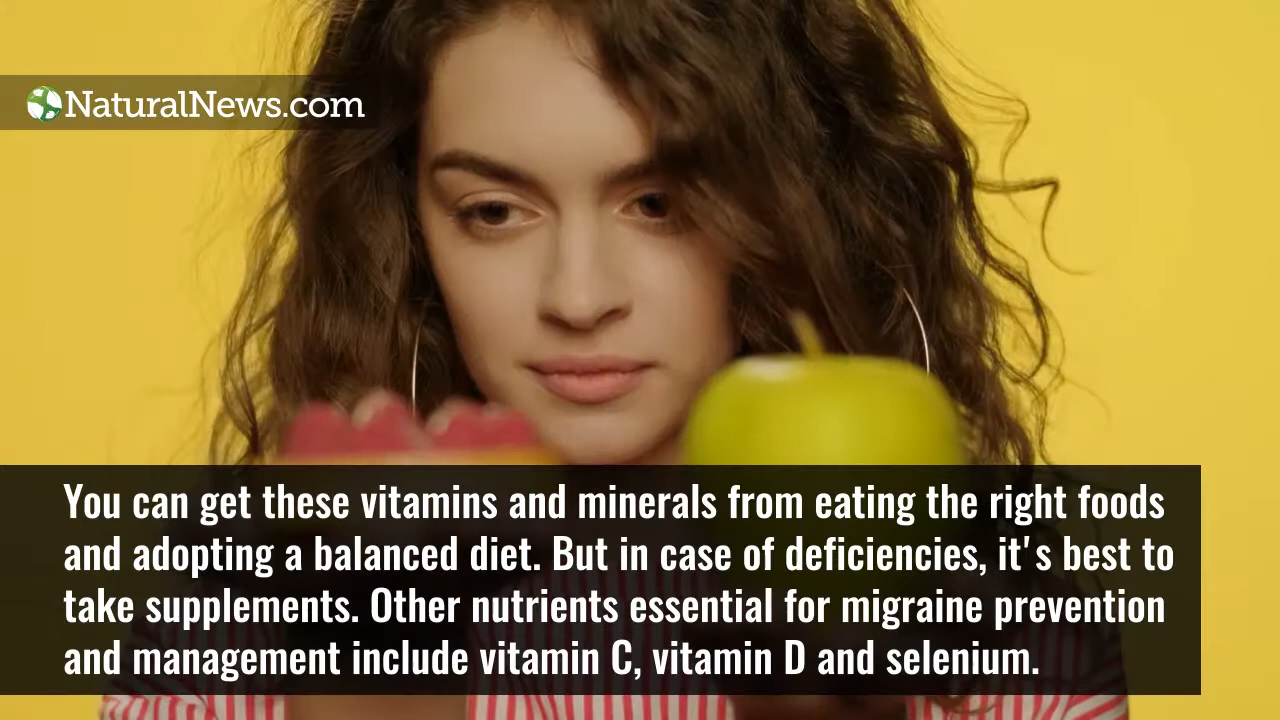 NaturalNews.com
You can get these vitamins and minerals from eating the right foods
and adopting a balanced diet. But in case of deficiencies, it's best to
take supplements. Other nutrients essential for migraine prevention
and management include vitamin C, vitamin D and selenium.